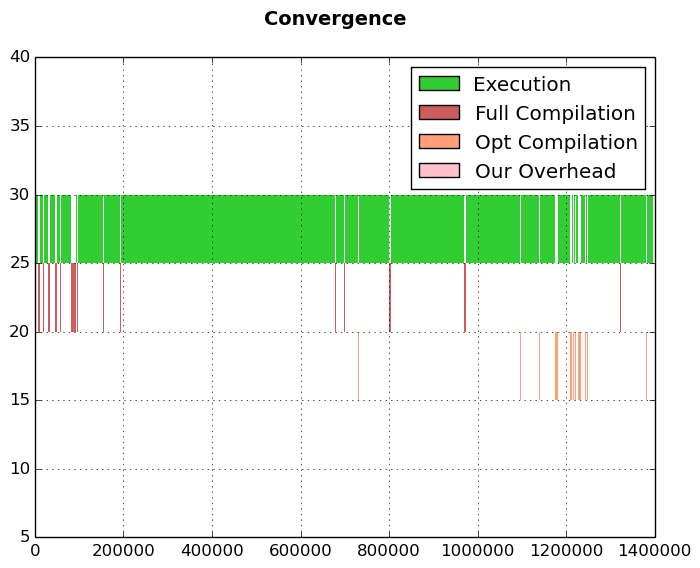 Convergence
40
35
30
25
20
15
10
5
Execution
Full Compilation
Opt Compilation
Our Overhead
0 200000 400000 600000 800000 1000000 1200000 1400000